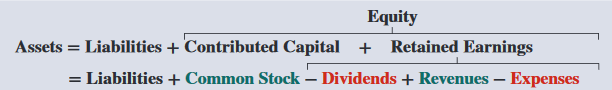 Equity
Assets = Liabilities + Contributed Capital + Retained Earnings
= Liabilities + Common Stock – Dividends + Revenues – Expenses